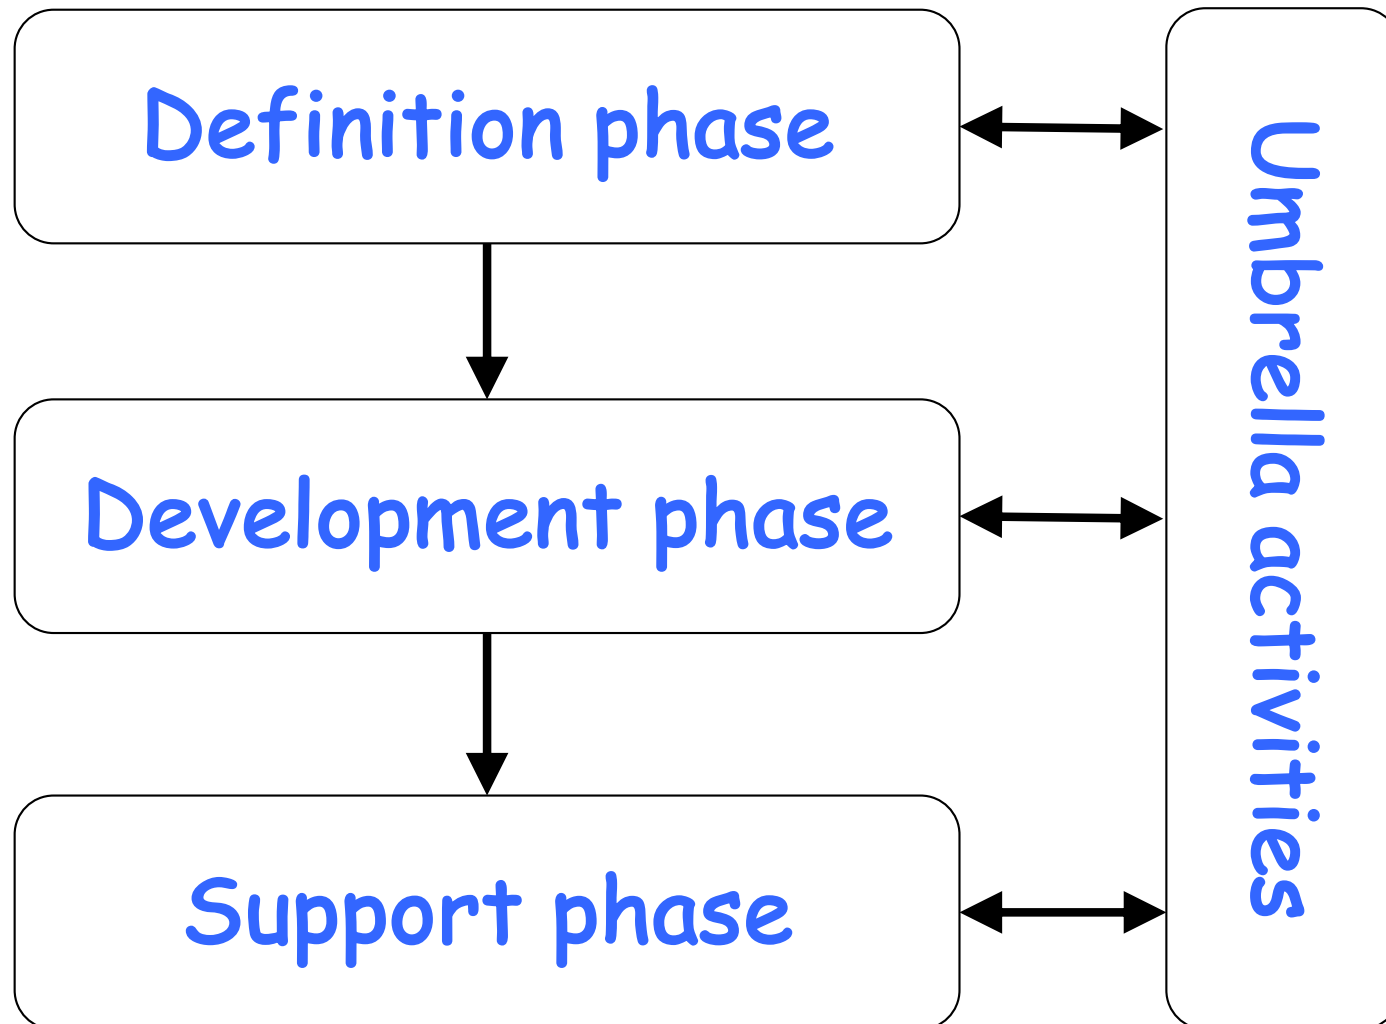 Definition phase
Development phase
Support phase
Umbrella activities